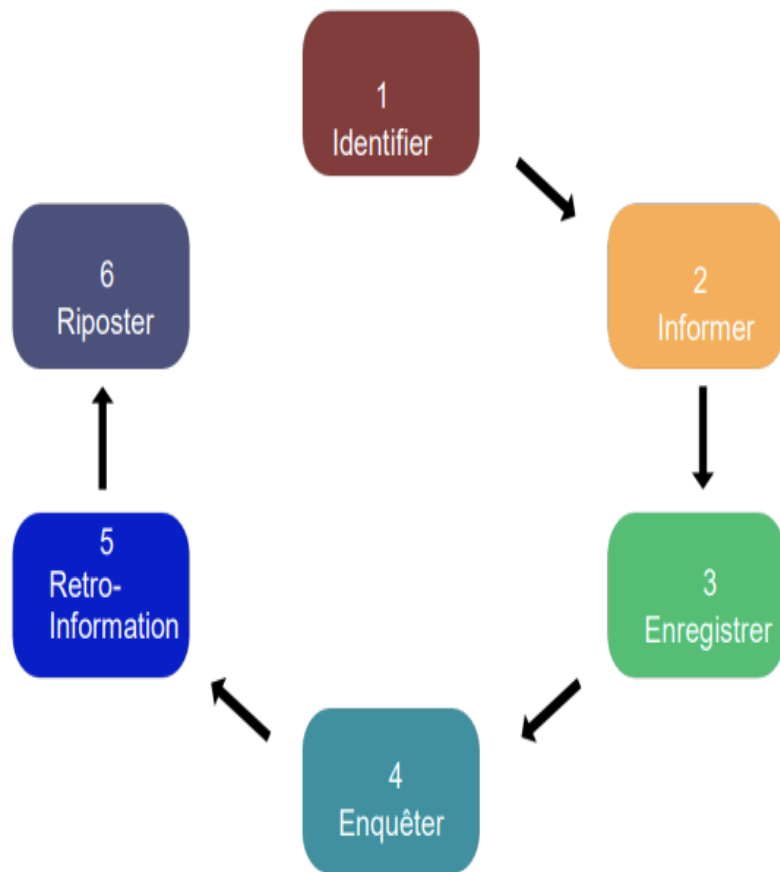 1
Identifier
2
Informer
3
Enregistrer
4
Enquêter
5
Retro-
Information
6
Riposter